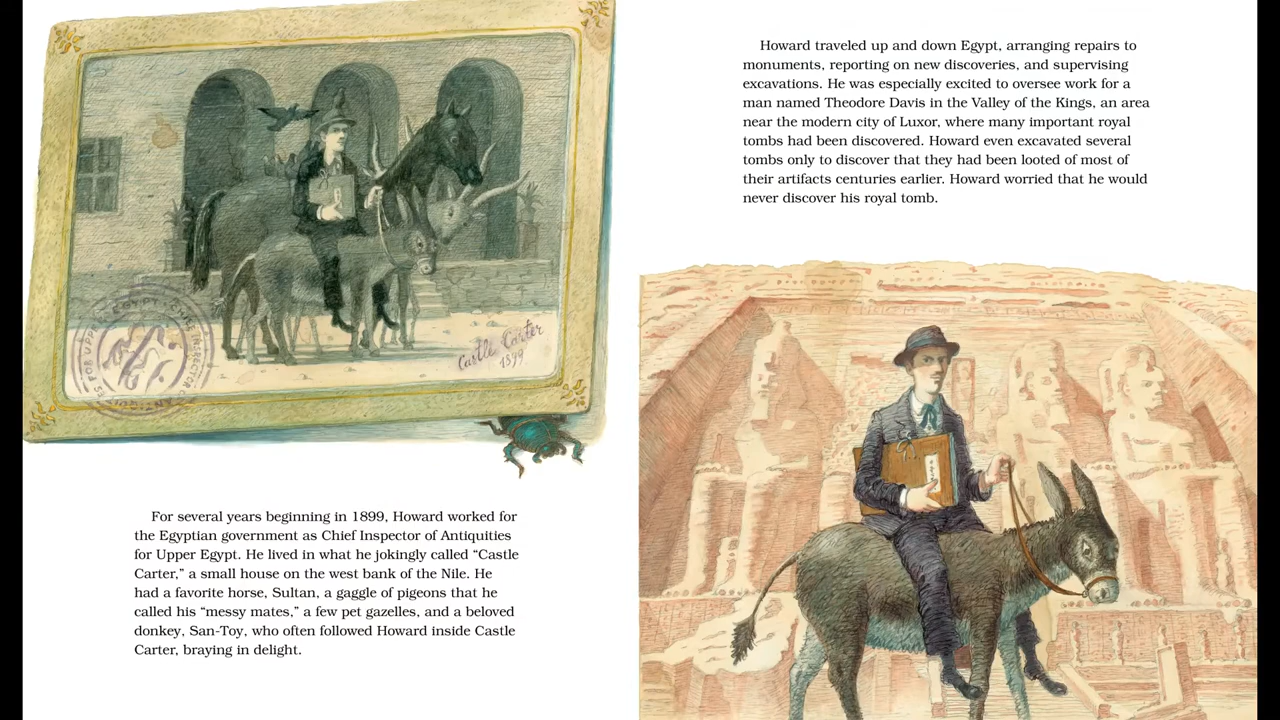 Castle Carter
1899
For several years beginning in 1899, Howard worked for
the Egyptian government as Chief Inspector of Antiquities
for Upper Egypt. He lived in what he jokingly called “Castle
Carter,” a small house on the west bank of the Nile. He
had a favorite horse, Sultan, a gaggle of pigeons that he
called his “messy mates,” a few pet gazelles, and a beloved
donkey, San-Toy, who often followed Howard inside Castle
Carter, braying in delight.
Howard traveled up and down Egypt, arranging repairs to
monuments, reporting on new discoveries, and supervising
excavations. He was especially excited to oversee work for a
man named Theodore Davis in the Valley of the Kings, an area
near the modern city of Luxor, where many important royal
tombs had been discovered. Howard even excavated several
tombs only to discover that they had been looted of most of
their artifacts centuries earlier. Howard worried that he would
never discover his royal tomb.